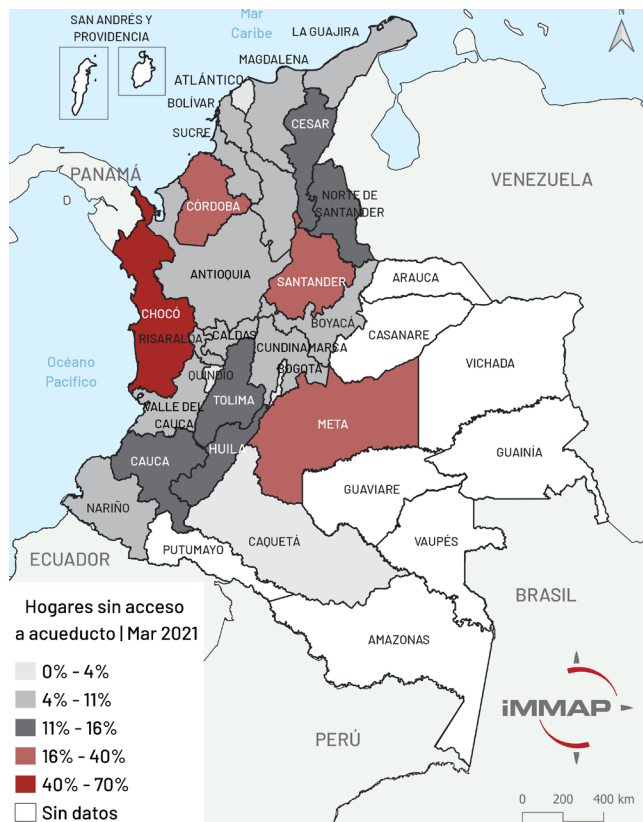 SAN ANDRÉS Y
PROVIDENCIA
Mar
Caribe
LA GUAJIRA
MAGDALENA
ATLÁNTICO
BOLÍVAR
CESAR
SUCRE
PANAMÁ
VENEZUELA
NORTE DE
SANTANDER
CÓRDOBA
ANTIOQUIA
SANTANDER
ARAUCA
CHOCÓ
BOYACÁ
RISARALDA
CALDAS
CASANARE
CUNDINAMARCA
Océano
Pacífico
VICHADA
QUINDÍO
BOGOTÁ
TOLIMA
VALLE DEL
CAUCA
META
HUILA
GUAINÍA
CAUCA
GUAVIARE
NARIÑO
VAUPÉS
CAQUETÁ
PUTUMAYO
ECUADOR
BRASIL
Hogares sin acceso
a acueducto | Mar 2021
AMAZONAS
0% - 4%
4% - 11%
11% - 16%
16% - 40%
40% - 70%
Sin datos
iMMAP
PERÚ
0 200 400 km